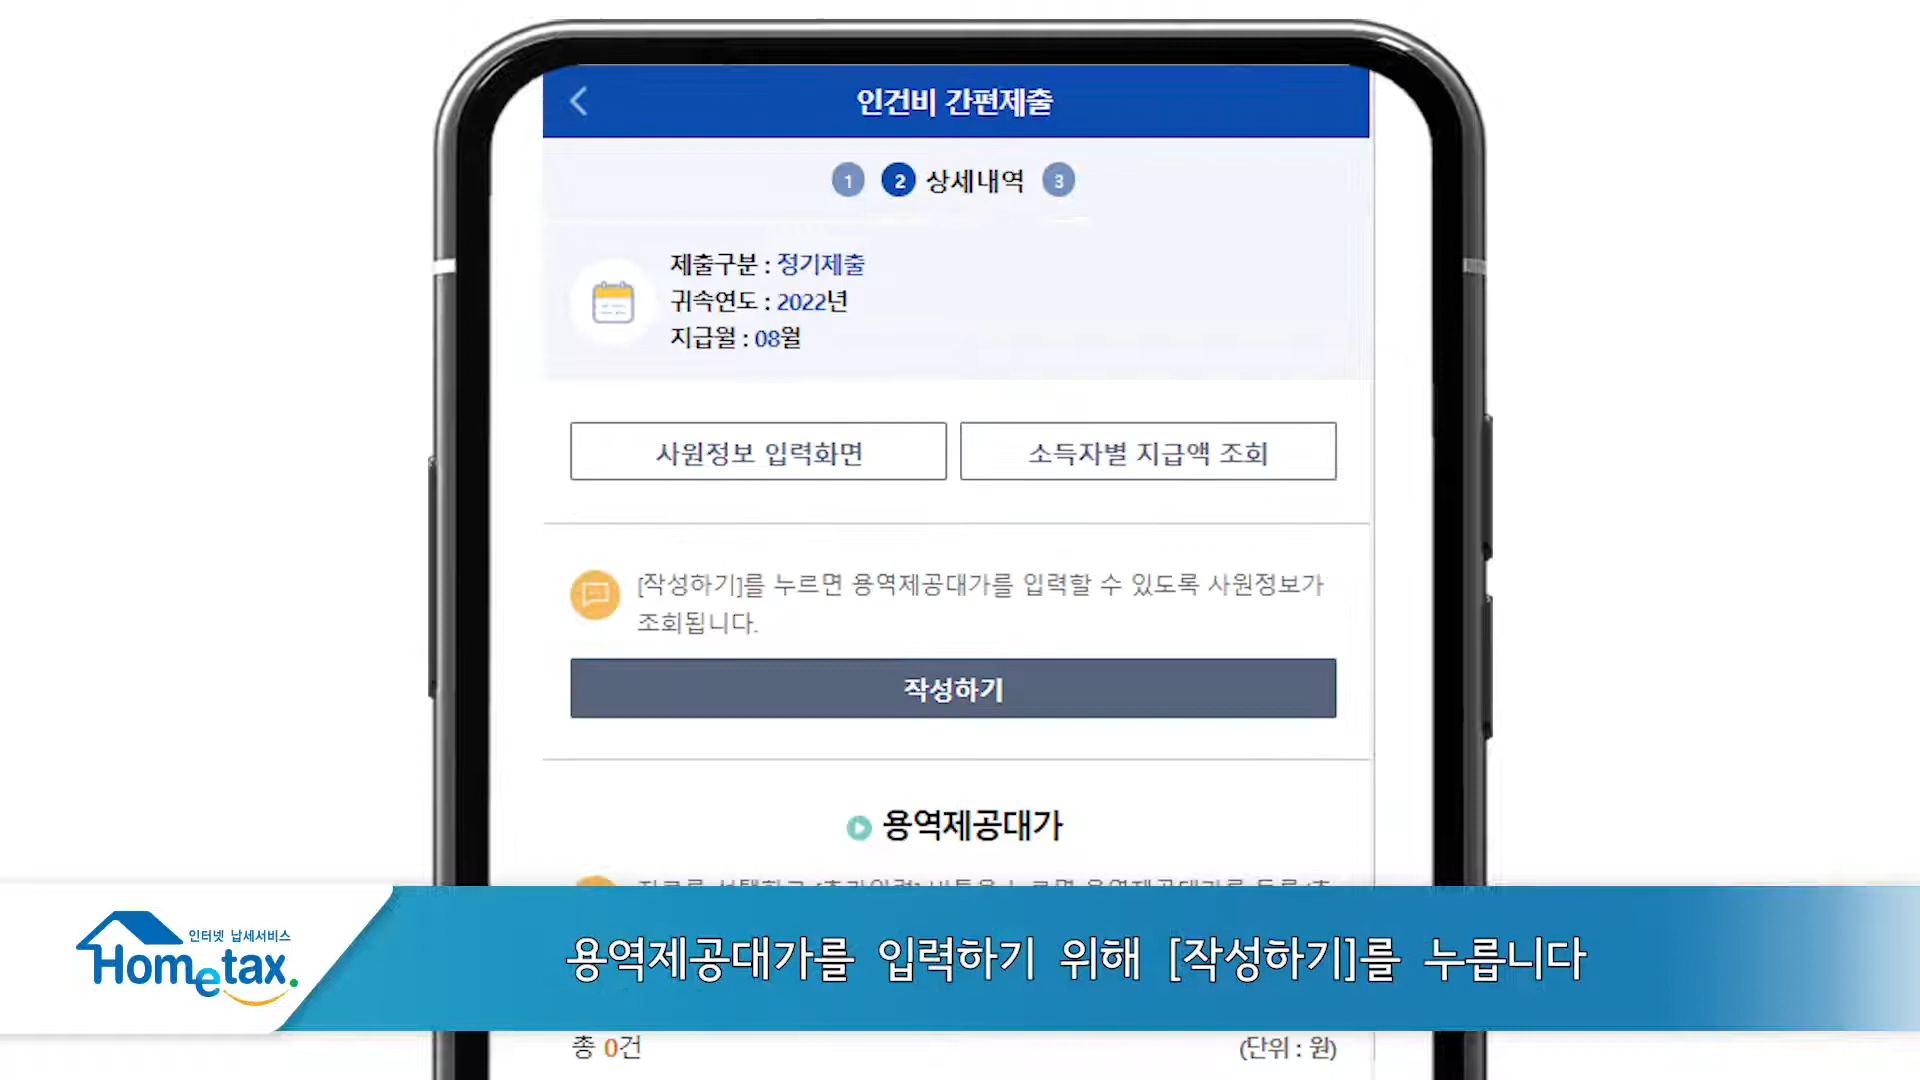 인건비 간편제출
1 2 상세내역 3
제출구분 : 정기제출
귀속연도 : 2022년
지급월 : 08월
사원정보 입력화면 소득자별 지급액 조회
[작성하기]를 누르면 용역제공대가를 입력할 수 있도록 사원정보가
조회됩니다.
작성하기
용역제공대가
인터넷 납세서비스
Hometax.
용역제공대가를 입력하기 위해 [작성하기]를 누릅니다
총 0건 (단위 : 원)